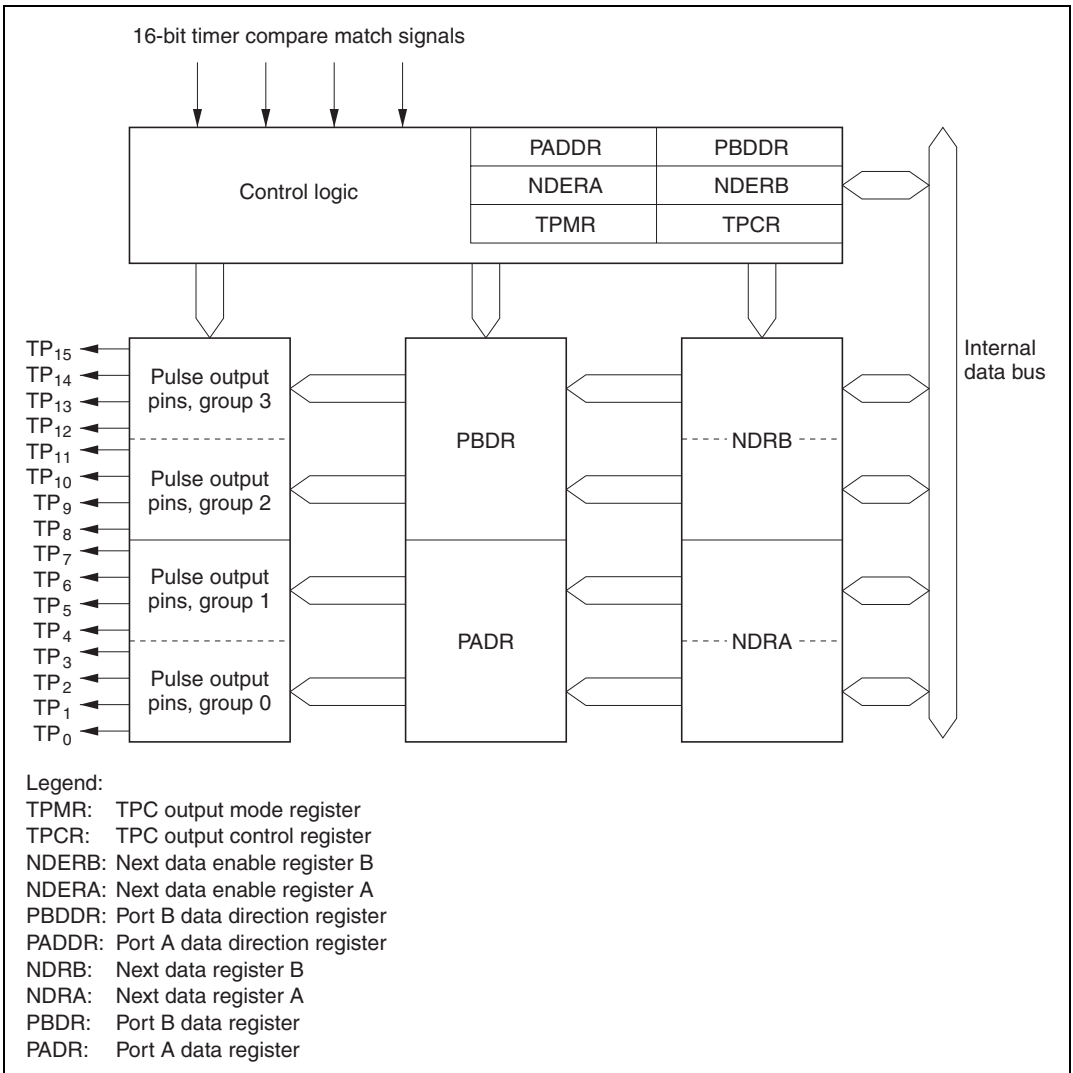 16-bit timer compare match signals
Control logic
PADDR PBDDR
NDERA NDERB
TPMR TPCR
Internal
data bus
TP15
TP14
TP13
TP12
TP11
TP10
TP9
TP8
TP7
TP6
TP5
TP4
TP3
TP2
TP1
TP0
Pulse output
pins, group 3
Pulse output
pins, group 2
Pulse output
pins, group 1
Pulse output
pins, group 0
PBDR
PADR
NDRB
NDRA
Legend:
TPMR: TPC output mode register
TPCR: TPC output control register
NDERB: Next data enable register B
NDERA: Next data enable register A
PBDDR: Port B data direction register
PADDR: Port A data direction register
NDRB: Next data register B
NDRA: Next data register A
PBDR: Port B data register
PADR: Port A data register